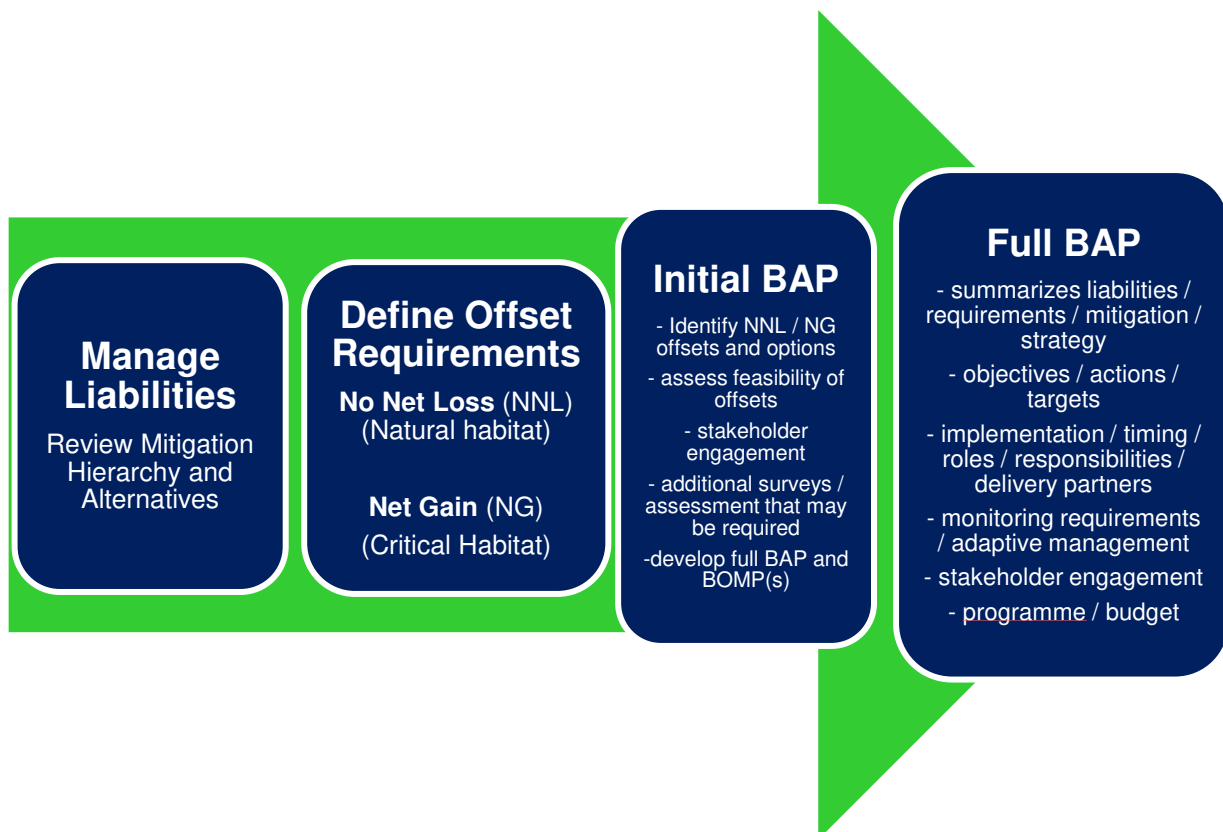 Manage
Liabilities
Review Mitigation
Hierarchy and
Alternatives
Define Offset
Requirements
No Net Loss (NNL)
(Natural habitat)
Net Gain (NG)
(Critical Habitat)
Initial BAP
- Identify NNL / NG
offsets and options
- assess feasibility of
offsets
- stakeholder
engagement
- additional surveys /
assessment that may
be required
-develop full BAP and
BOMP(s)
Full BAP
- summarizes liabilities /
requirements / mitigation /
strategy
- objectives / actions /
targets
- implementation / timing /
roles / responsibilities /
delivery partners
- monitoring requirements
/ adaptive management
- stakeholder engagement
- programme / budget